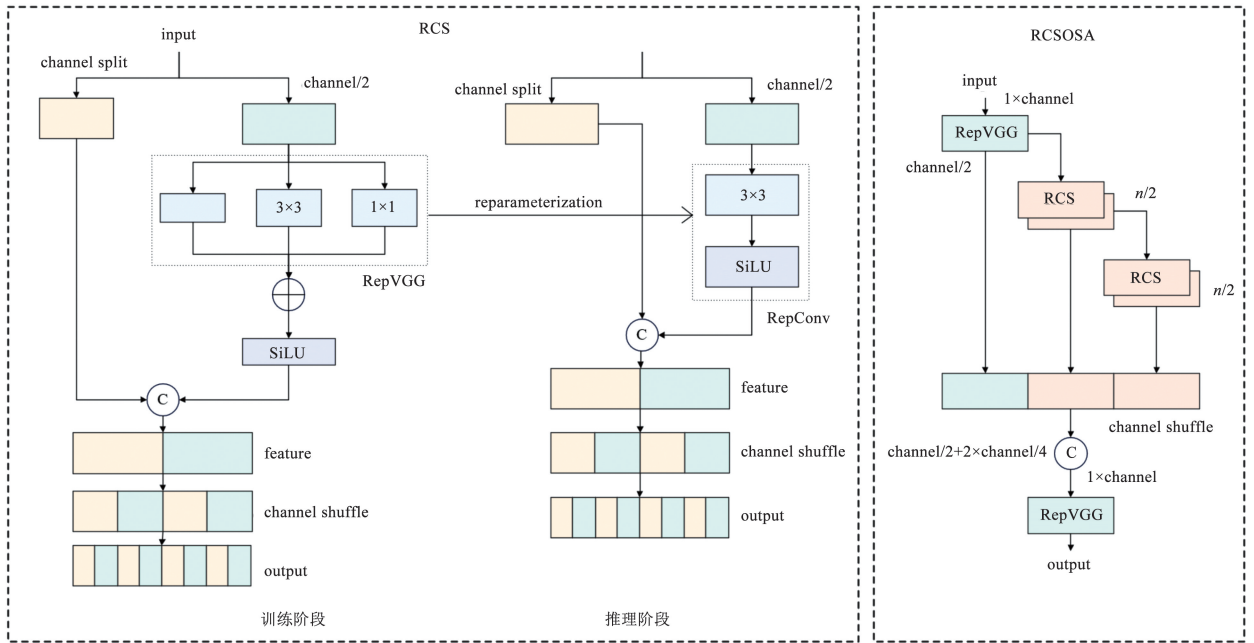 RCS
input
channel split
channel/2
3×3
1×1
RepVGG
SiLU
C
feature
channel shuffle
output
训练阶段
reparameterization
channel split
channel/2
3×3
SiLU
RepConv
C
feature
channel shuffle
output
推理阶段
RCSOSA
input
1×channel
RepVGG
channel/2
RCS
n/2
RCS
n/2
channel shuffle
channel/2+2×channel/4
C
1×channel
RepVGG
output